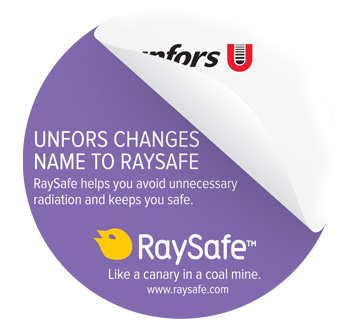 unfors
UNFORS CHANGES
NAME TO RAYSAFE
RaySafe helps you avoid unnecessary
radiation and keeps you safe.
RaySafe™
Like a canary in a coal mine.
www.raysafe.com